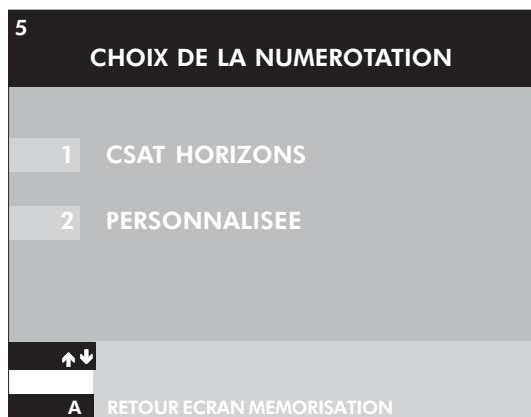 5
CHOIX DE LA NUMEROTATION
1 CSAT HORIZONS
2 PERSONNALISEE
A RETOUR ECRAN MEMORISATION